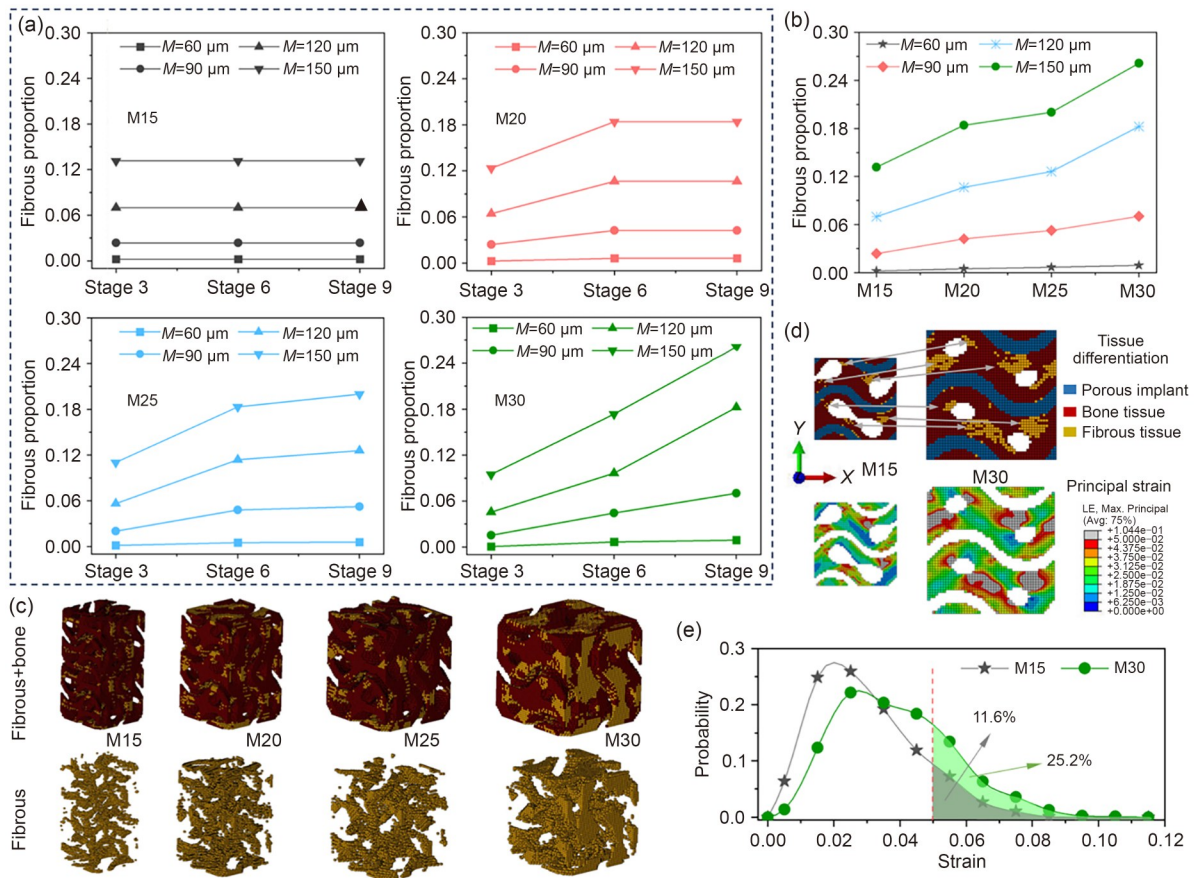 (a)
0.30
0.24
0.18
0.12
0.06
0.00
Fibrous proportion
M=60 μm M=120 μm
M=90 μm M=150 μm
M15
Stage 3 Stage 6 Stage 9
0.30
0.24
0.18
0.12
0.06
0.00
Fibrous proportion
M=60 μm M=120 μm
M=90 μm M=150 μm
M20
Stage 3 Stage 6 Stage 9
0.30
0.24
0.18
0.12
0.06
0.00
Fibrous proportion
M=60 μm M=120 μm
M=90 μm M=150 μm
M25
Stage 3 Stage 6 Stage 9
0.30
0.24
0.18
0.12
0.06
0.00
Fibrous proportion
M=60 μm M=120 μm
M=90 μm M=150 μm
M30
Stage 3 Stage 6 Stage 9
(b)
0.30
0.24
0.18
0.12
0.06
0.00
Fibrous proportion
M=60 μm M=120 μm
M=90 μm M=150 μm
M15 M20 M25 M30
(c)
Fibrous+bone
M15 M20 M25 M30
Fibrous
(d)
Tissue
differentiation
Porous implant
Bone tissue
Fibrous tissue
Y
X
M15 M30
Principal strain
LE, Max. Principal
(Avg: 75%)
+1.044e−01
+5.000e−02
+4.375e−02
+3.750e−02
+3.125e−02
+2.500e−02
+1.875e−02
+1.250e−02
+6.250e−03
+0.000e+00
(e)
0.3
0.2
0.1
0.0
Probability
M15 M30
11.6%
25.2%
0.00 0.02 0.04 0.06 0.08 0.10 0.12
Strain